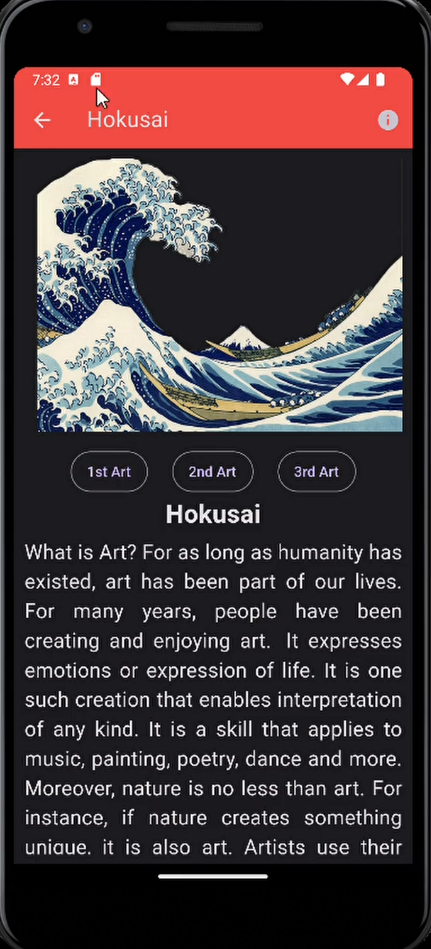 7:32
Hokusai
1st Art
2nd Art
3rd Art
Hokusai
What is Art? For as long as humanity has
existed, art has been part of our lives.
For many years, people have been
creating and enjoying art. It expresses
emotions or expression of life. It is one
such creation that enables interpretation
of any kind. It is a skill that applies to
music, painting, poetry, dance and more.
Moreover, nature is no less than art. For
instance, if nature creates something
unique, it is also art. Artists use their